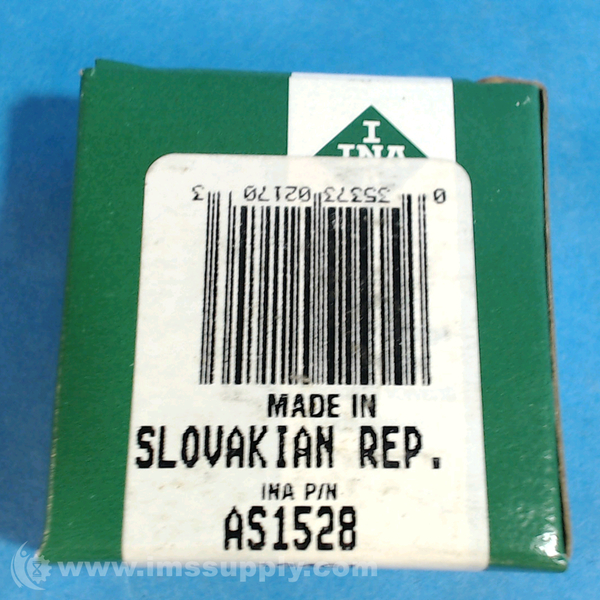 I
INA
0 35373 02170 3
MADE IN
SLOVAKIAN REP.
INA P/N
AS1528
www.imssupply.com